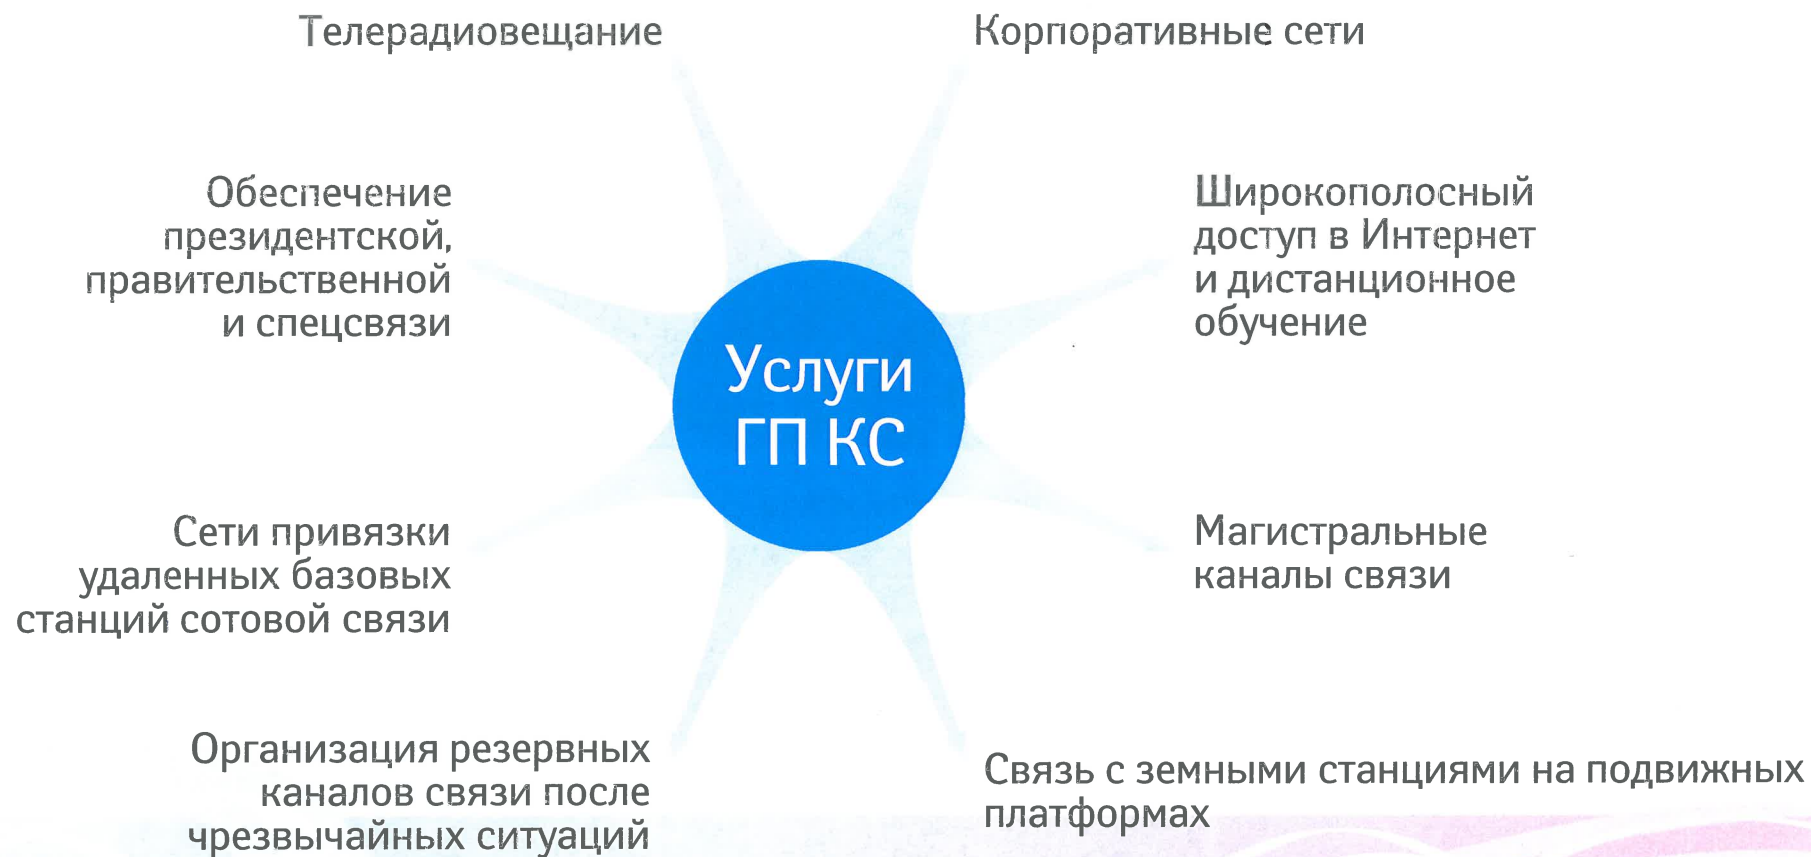 Телерадиовещание
Корпоративные сети
Обеспечение
президентской,
правительственной
и спецсвязи
Широкополосный
доступ в Интернет
и дистанционное
обучение
Услуги
ГП КС
Сети привязки
удаленных базовых
станций сотовой связи
Магистральные
каналы связи
Организация резервных
каналов связи после
чрезвычайных ситуаций
Связь с земными станциями на подвижных
платформах